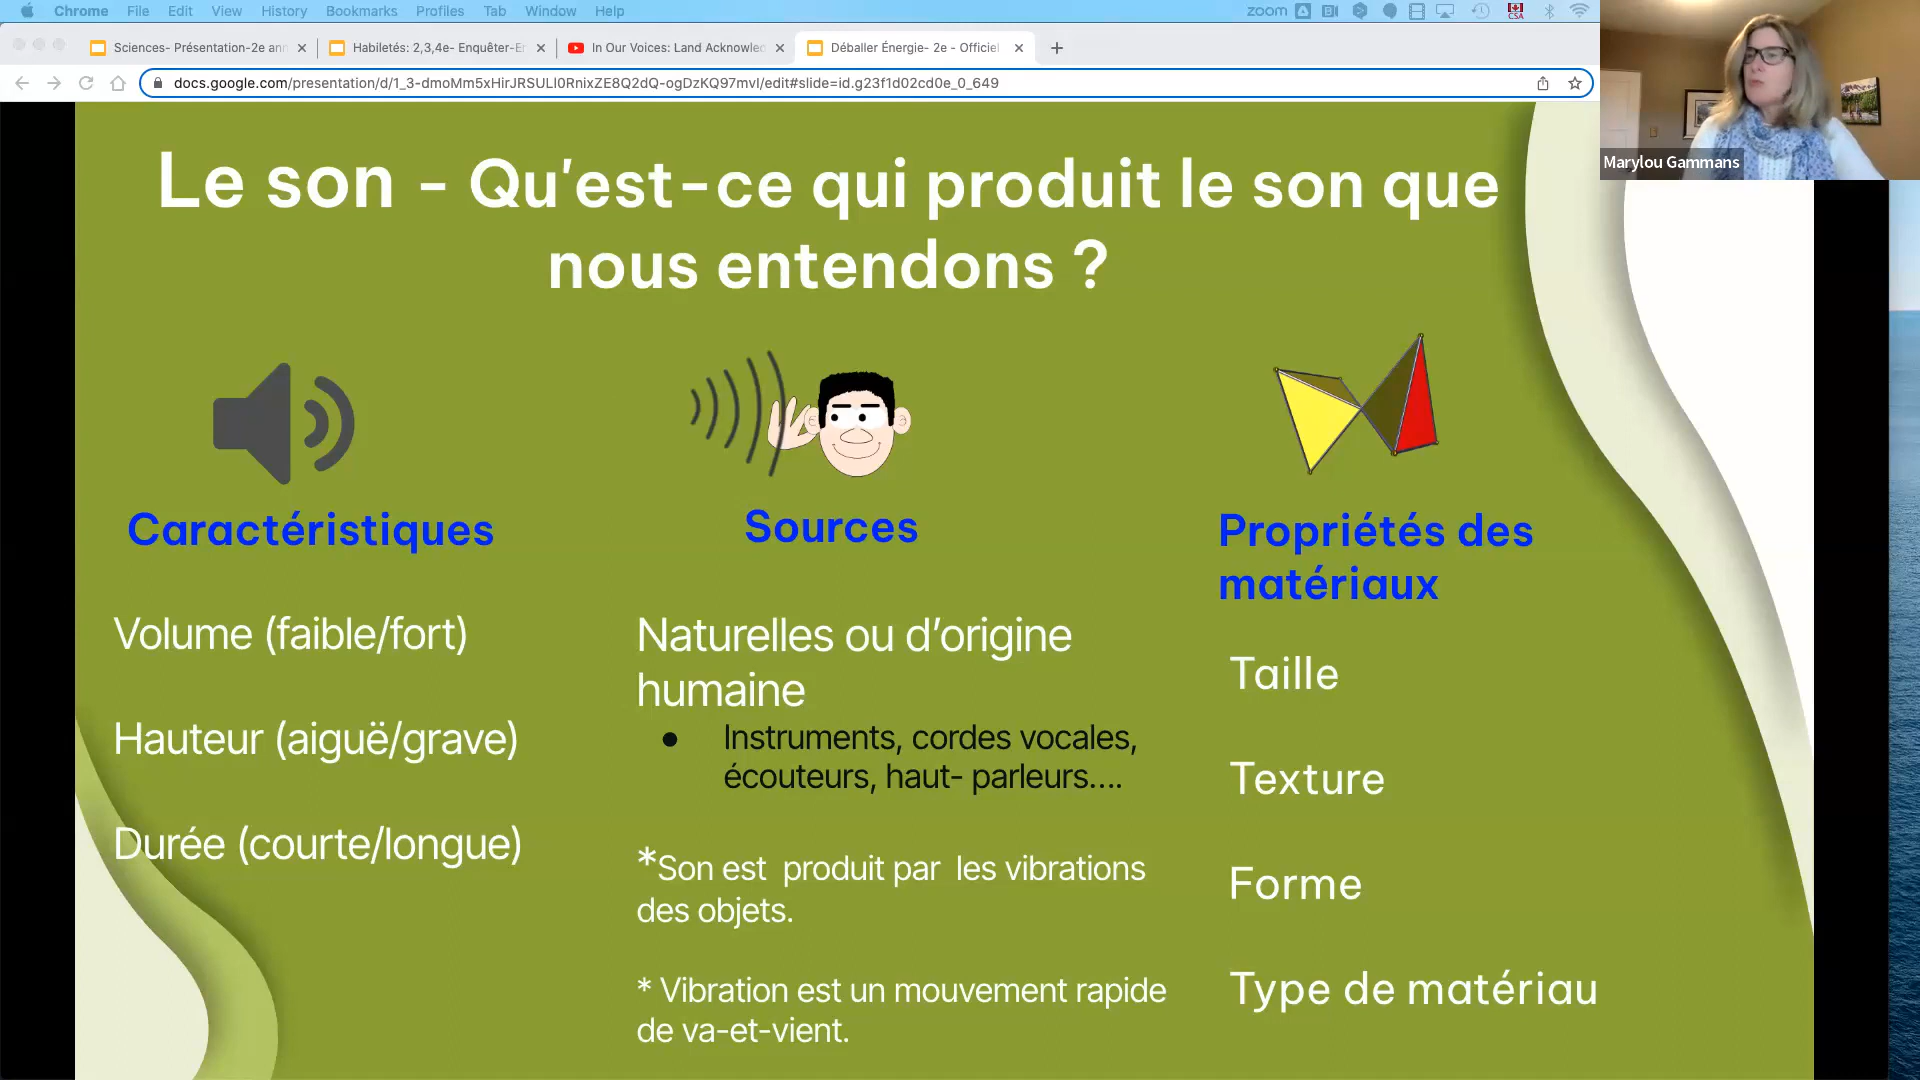 Chrome File Edit View History Bookmarks Profiles Tab Window Help zoom CSA
Sciences- Présentation-2e ann
Habiletés: 2,3,4e- Enquêter-E
In Our Voices: Land Acknowle
Déballer Énergie- 2e - Officiel
docs.google.com/presentation/d/1_3-dmoMm5xHirJRSULl0RnixZE8Q2dQ-ogDzKQ97mvI/edit#slide=id.g23f1d02cd0e_0_649
Marylou Gammans
Le son - Qu'est-ce qui produit le son que
nous entendons ?
Caractéristiques
Volume (faible/fort)
Hauteur (aiguë/grave)
Durée (courte/longue)
Sources
Naturelles ou d’origine
humaine
● Instruments, cordes vocales,
écouteurs, haut- parleurs....
*Son est produit par les vibrations
des objets.
* Vibration est un mouvement rapide
de va-et-vient.
Propriétés des
matériaux
Taille
Texture
Forme
Type de matériau